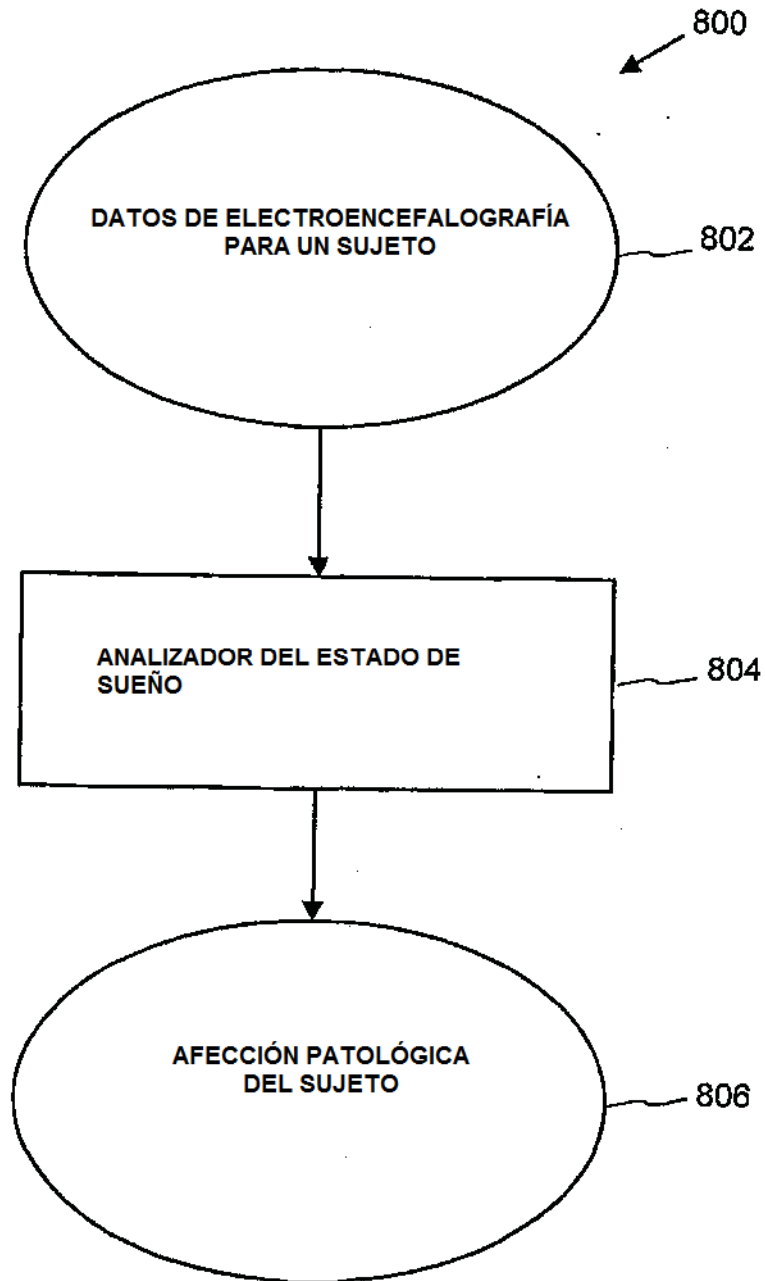 800
DATOS DE ELECTROENCEFALOGRAFÍA
PARA UN SUJETO
802
ANALIZADOR DEL ESTADO DE
SUEÑO
804
AFECCIÓN PATOLÓGICA
DEL SUJETO
806